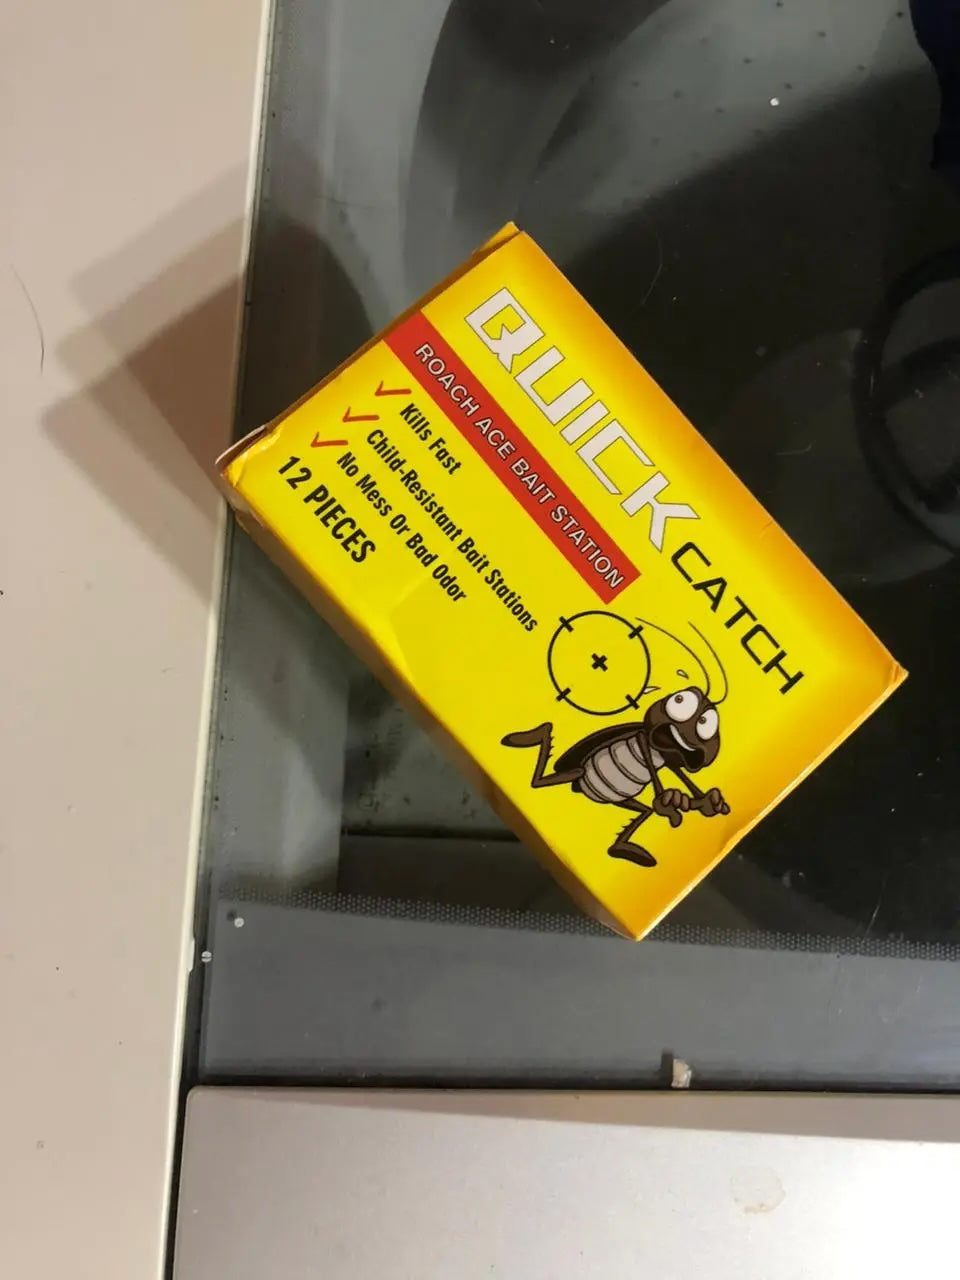 QUICK CATCH
ROACH ACE BAIT STATION
Kills Fast
Child-Resistant Bait Stations
No Mess Or Bad Odor
12 PIECES